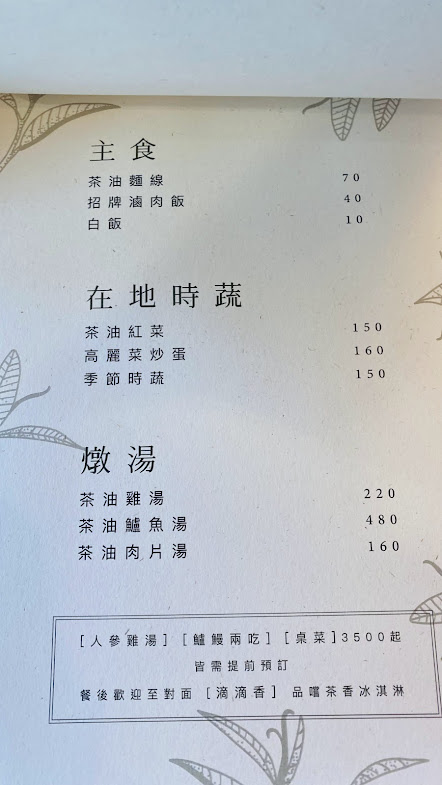 主食
茶油麵線 70
招牌滷肉飯 40
白飯 10
在地時蔬
茶油紅菜 150
高麗菜炒蛋 160
季節時蔬 150
燉湯
茶油雞湯 220
茶油鱸魚湯 480
茶油肉片湯 160
[人參雞湯] [鱸鰻兩吃] [桌菜]3500起
皆需提前預訂
餐後歡迎至對面 [滴滴香] 品嚐茶香冰淇淋